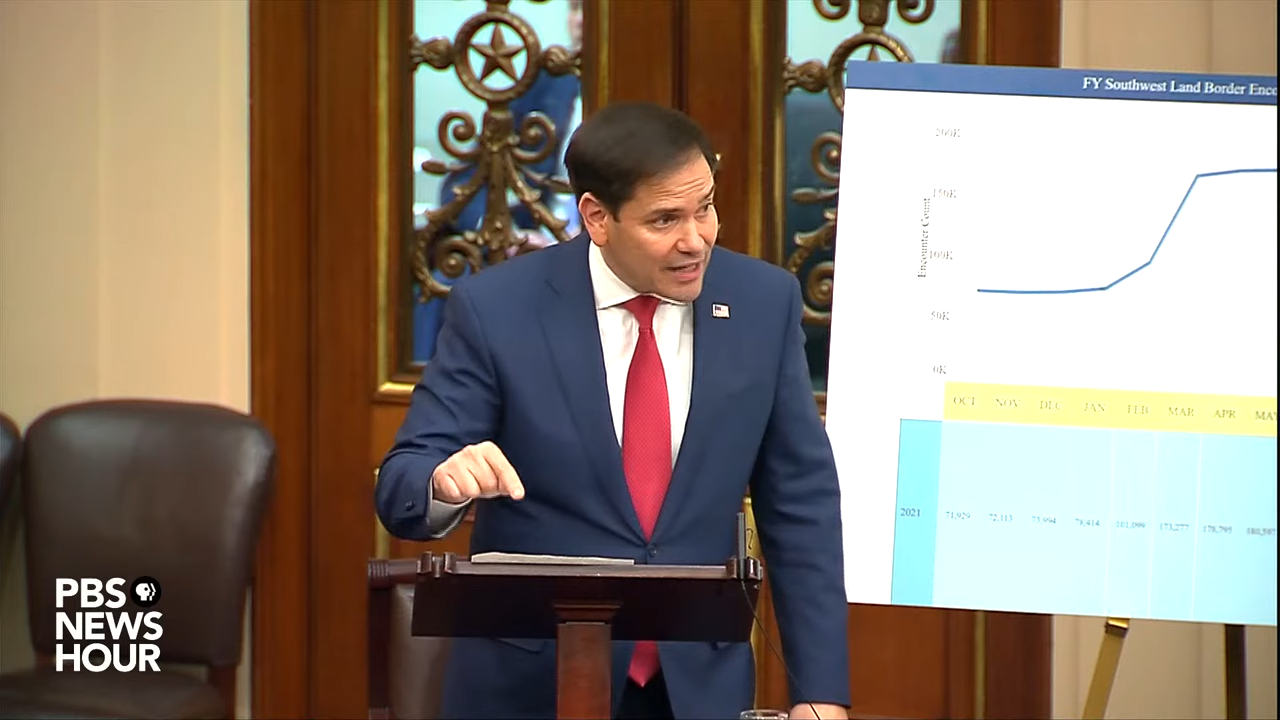 FY Southwest Land Border Enco
200K
150K
100K
50K
0K
Encounter Count
OCT NOV DEC JAN FEB MAR APR MAY
2021 71,929 72,113 73,994 78,414 101,099 173,277 178,795 180,597
PBS
NEWS
HOUR